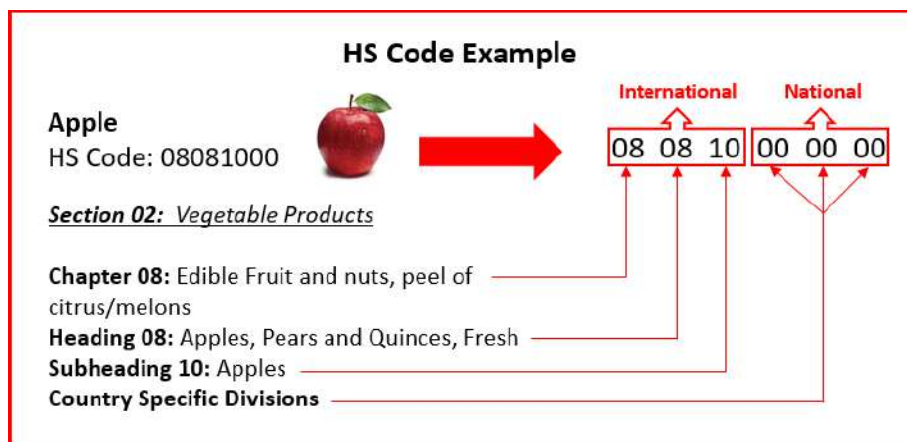 HS Code Example
International National
Apple
HS Code: 08081000
08 08 10 00 00 00
Section 02: Vegetable Products
Chapter 08: Edible Fruit and nuts, peel of
citrus/melons
Heading 08: Apples, Pears and Quinces, Fresh
Subheading 10: Apples
Country Specific Divisions